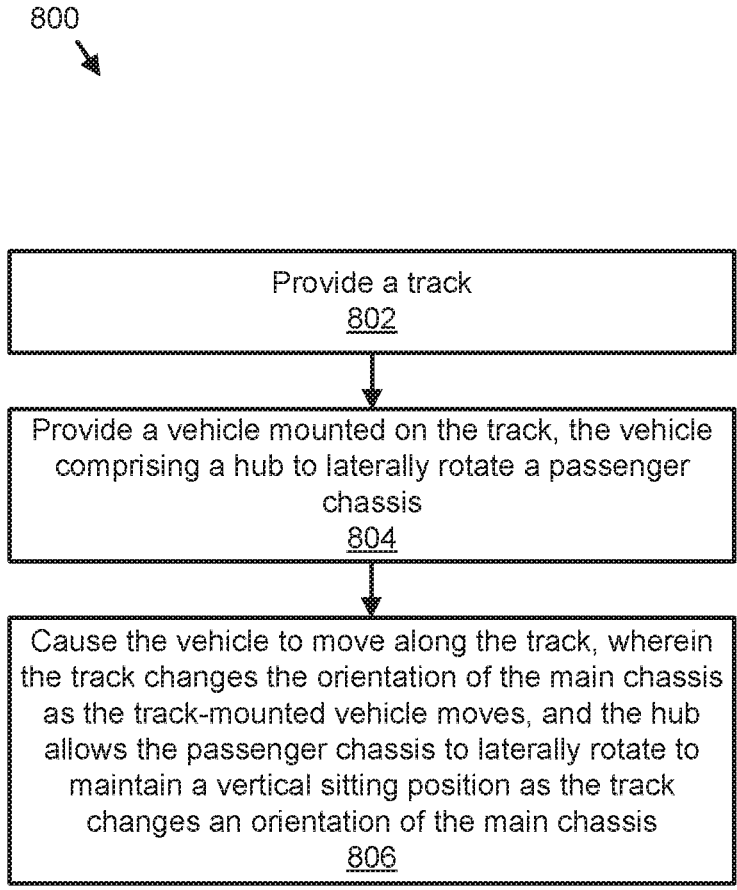 800
Provide a track
802
Provide a vehicle mounted on the track, the vehicle
comprising a hub to laterally rotate a passenger
chassis
804
Cause the vehicle to move along the track, wherein
the track changes the orientation of the main chassis
as the track-mounted vehicle moves, and the hub
allows the passenger chassis to laterally rotate to
maintain a vertical sitting position as the track
changes an orientation of the main chassis
806